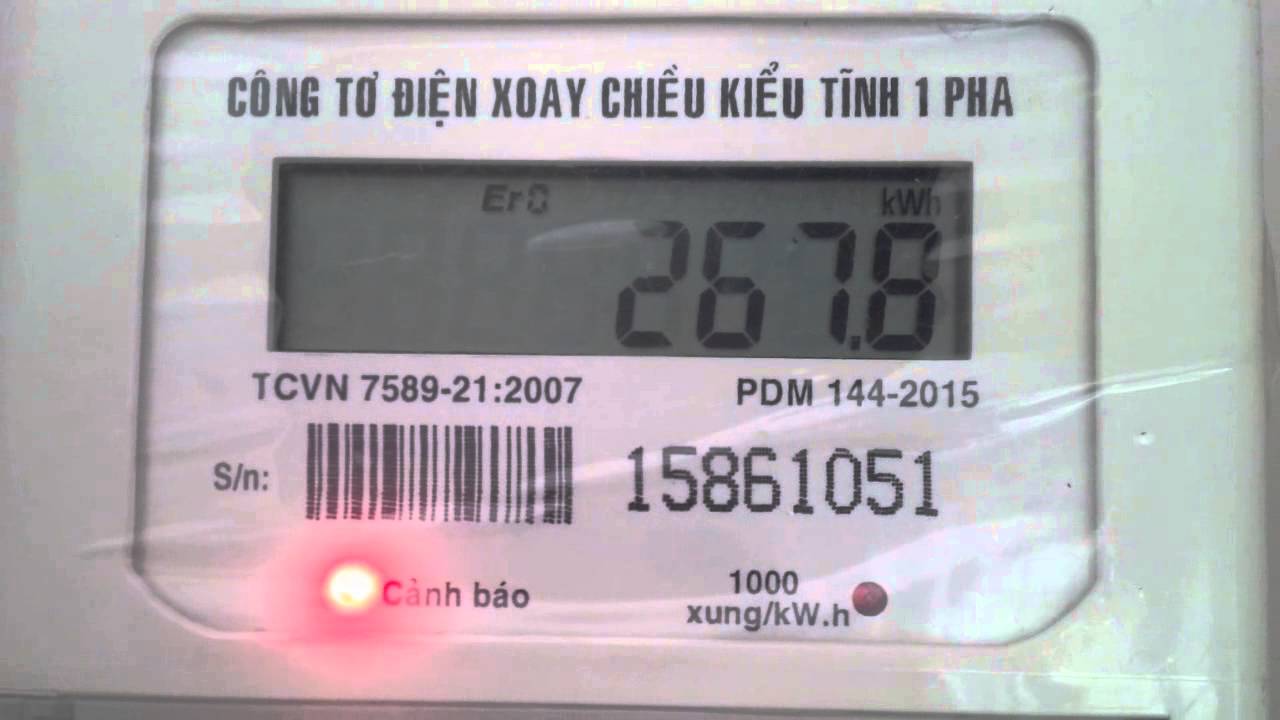 CÔNG TƠ ĐIỆN XOAY CHIỀU KIỂU TĨNH 1 PHA
Er0 kWh
267.8
TCVN 7589-21:2007 PDM 144-2015
S/n: 15861051
Cảnh báo 1000
xung/kW.h